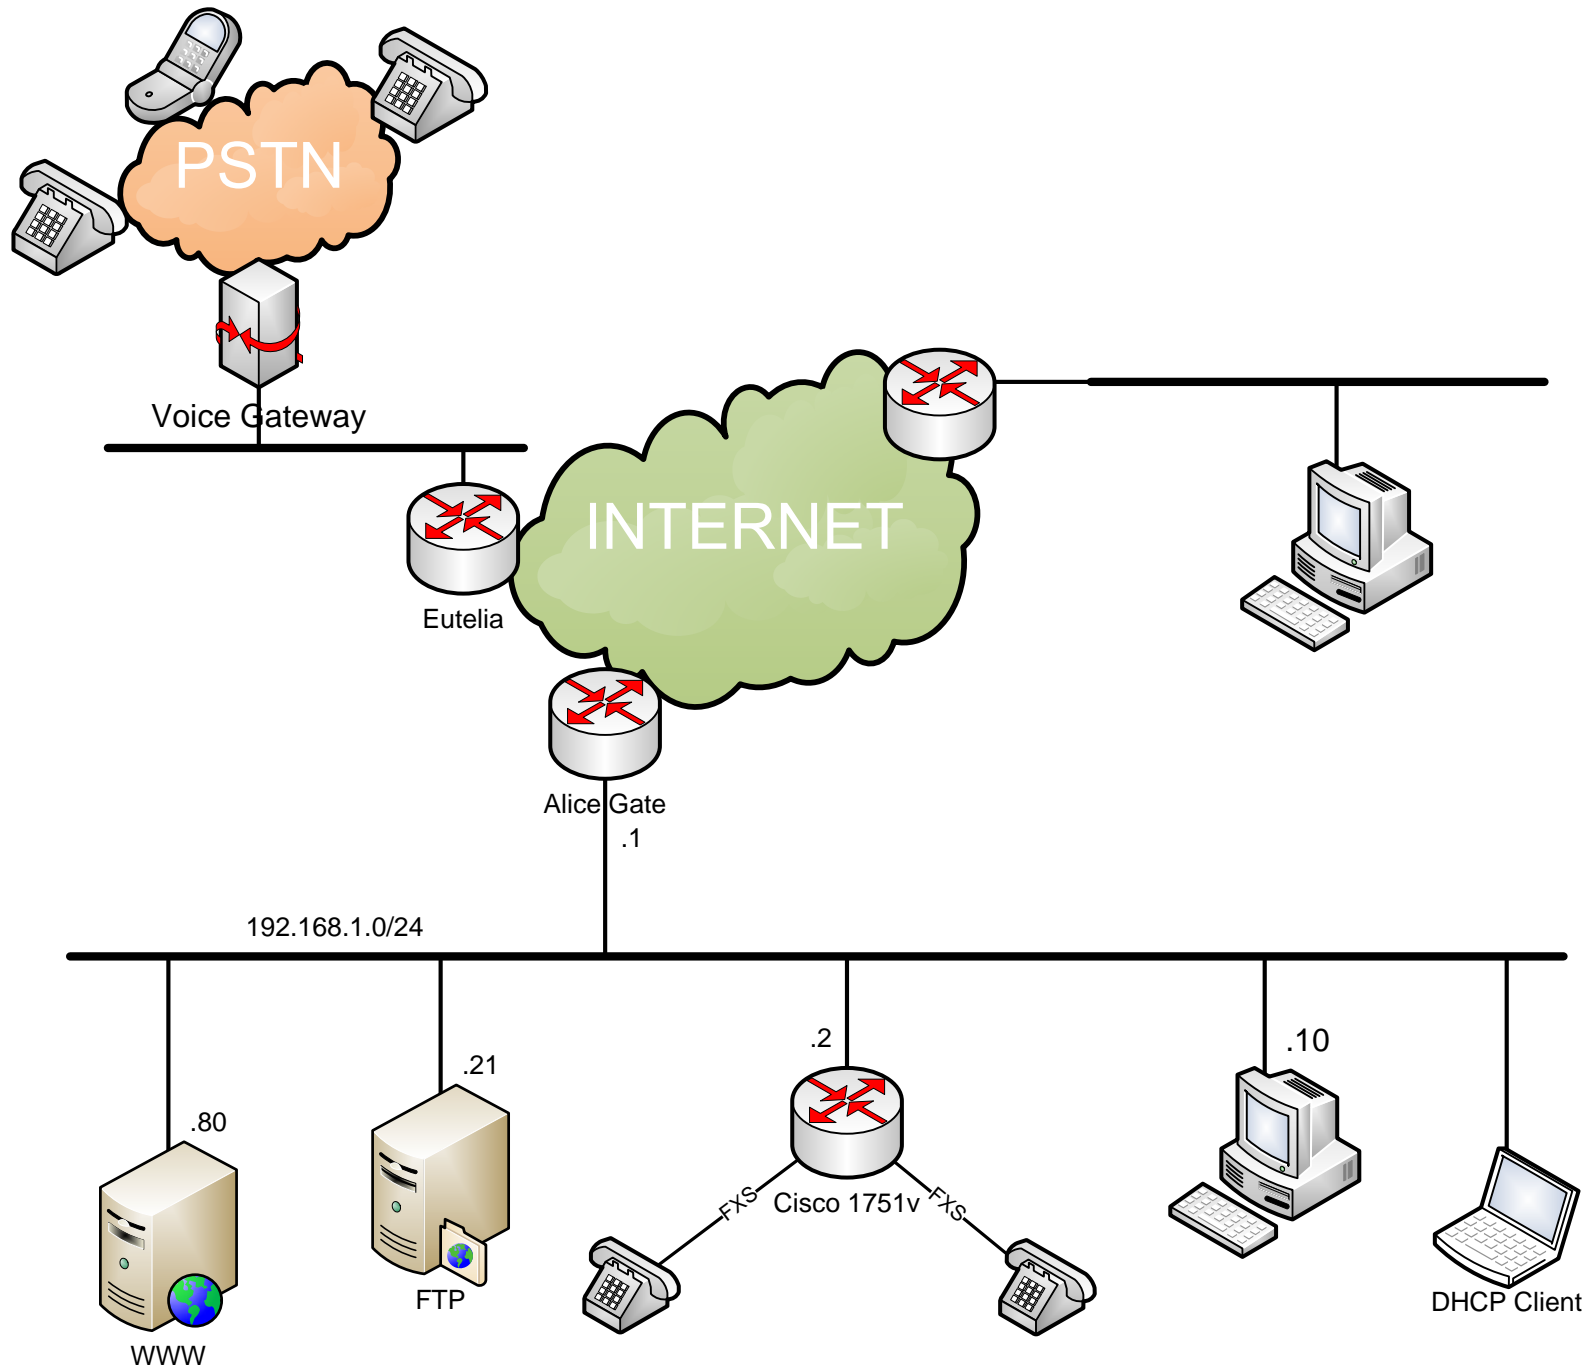 PSTN
Voice Gateway
INTERNET
Eutelia
Alice Gate
.1
192.168.1.0/24
.2
.10
.21
.80
FXS
FXS
Cisco 1751v
FTP
DHCP Client
WWW